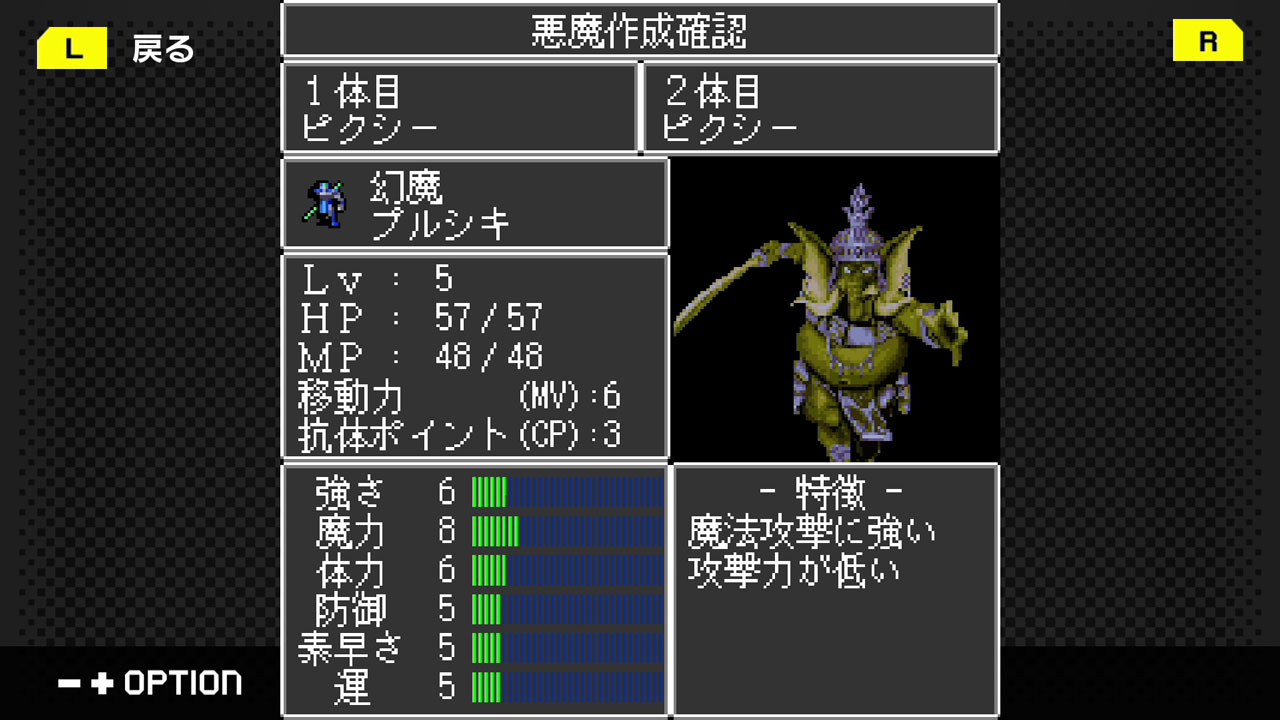 L 戻る
R
悪魔作成確認
1体目
ピクシー
2体目
ピクシー
幻魔
プルシキ
Lv : 5
HP : 57/57
MP : 48/48
移動力 (MV):6
抗体ポイント(CP):3
強さ 6
魔力 8
体力 6
防御 5
素早さ 5
運 5
- 特徴 -
魔法攻撃に強い
攻撃力が低い
OPTION